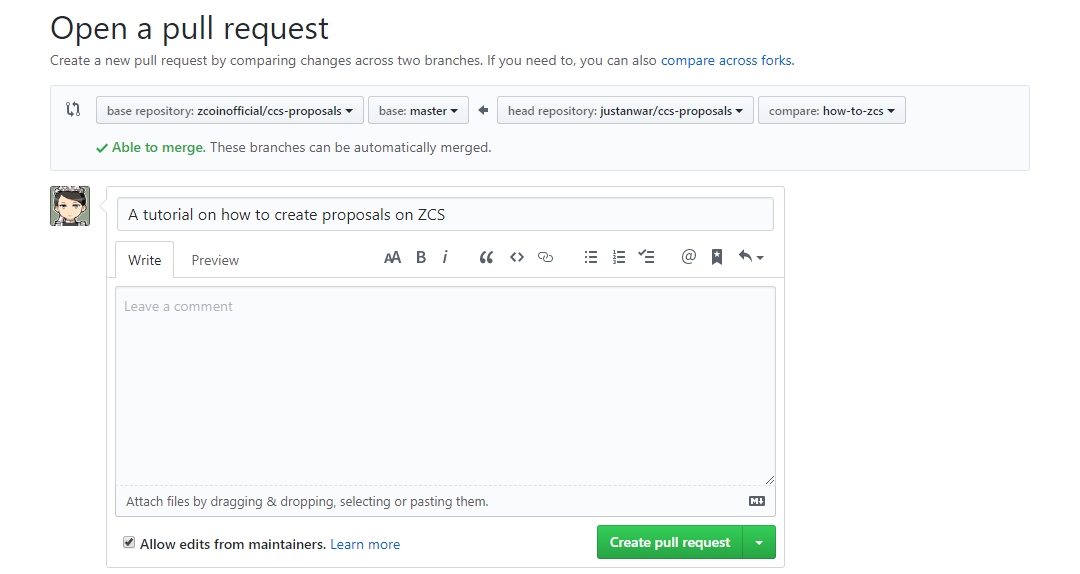 Open a pull request
Create a new pull request by comparing changes across two branches. If you need to, you can also compare across forks.
base repository: zcoinofficial/ccs-proposals base: master head repository: justanwar/ccs-proposals compare: how-to-zcs
Able to merge. These branches can be automatically merged.
A tutorial on how to create proposals on ZCS
Write Preview AA B i @
Leave a comment
Attach files by dragging & dropping, selecting or pasting them.
Allow edits from maintainers. Learn more Create pull request